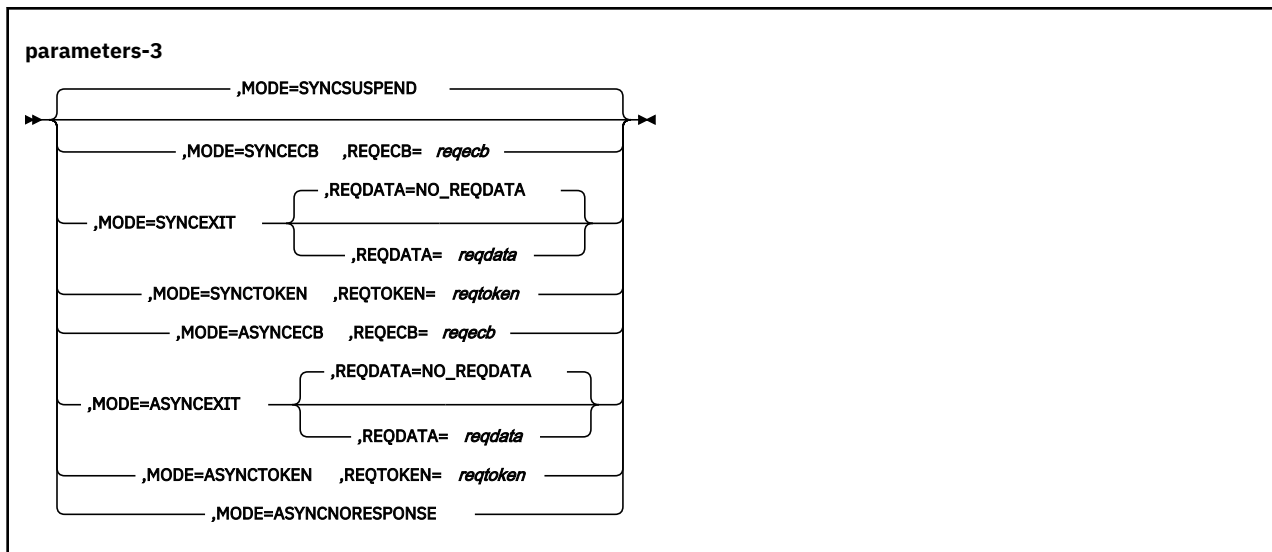 parameters-3
,MODE=SYNCSUSPEND
,MODE=SYNCECB ,REQECB= reqecb
,REQDATA=NO_REQDATA
,MODE=SYNCEXIT
,REQDATA= reqdata
,MODE=SYNCTOKEN ,REQTOKEN= reqtoken
,MODE=ASYNCECB ,REQECB= reqecb
,REQDATA=NO_REQDATA
,MODE=ASYNCEXIT
,REQDATA= reqdata
,MODE=ASYNCTOKEN ,REQTOKEN= reqtoken
,MODE=ASYNCNORESPONSE